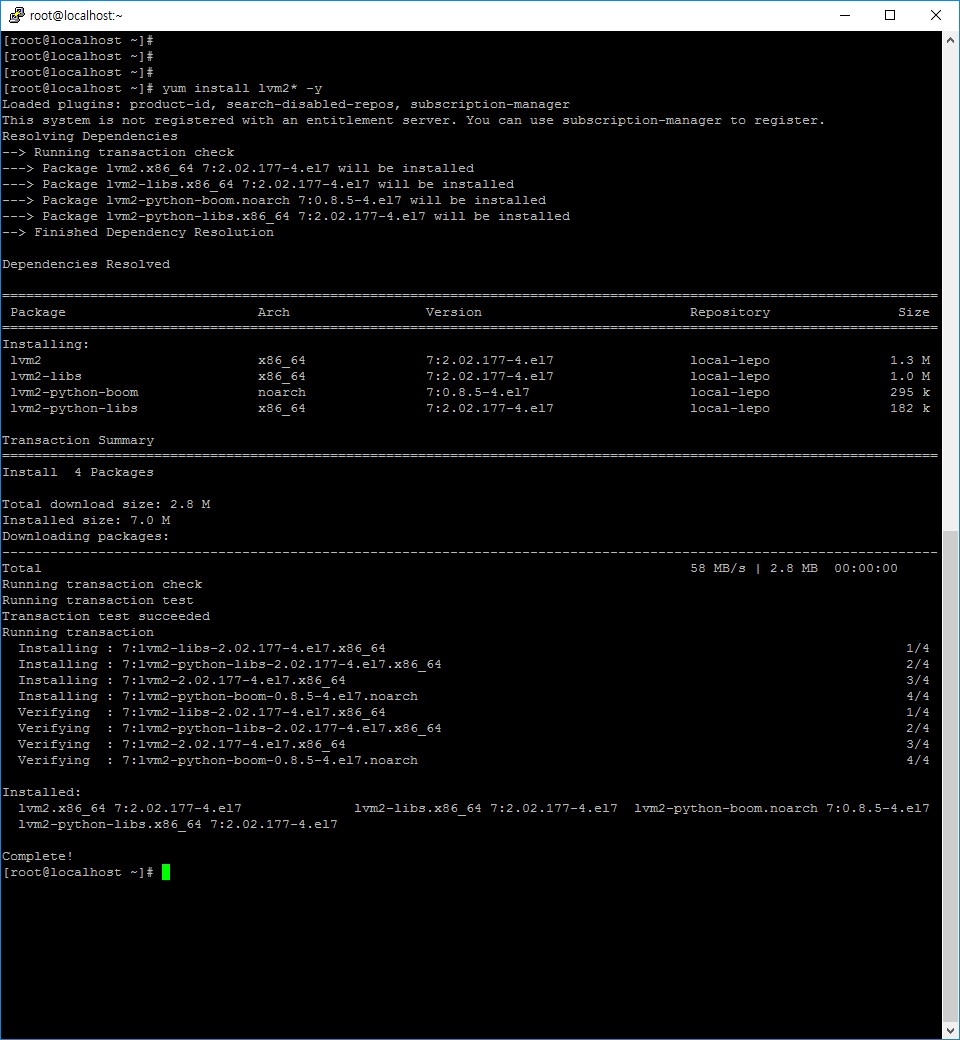 root@localhost:~
[root@localhost ~]#
[root@localhost ~]#
[root@localhost ~]#
[root@localhost ~]# yum install lvm2* -y
Loaded plugins: product-id, search-disabled-repos, subscription-manager
This system is not registered with an entitlement server. You can use subscription-manager to register.
Resolving Dependencies
--> Running transaction check
---> Package lvm2.x86_64 7:2.02.177-4.el7 will be installed
---> Package lvm2-libs.x86_64 7:2.02.177-4.el7 will be installed
---> Package lvm2-python-boom.noarch 7:0.8.5-4.el7 will be installed
---> Package lvm2-python-libs.x86_64 7:2.02.177-4.el7 will be installed
--> Finished Dependency Resolution

Dependencies Resolved

================================================================================
 Package                Arch            Version                Repository            Size
================================================================================
Installing:
 lvm2                   x86_64          7:2.02.177-4.el7       local-lepo           1.3 M
 lvm2-libs              x86_64          7:2.02.177-4.el7       local-lepo           1.0 M
 lvm2-python-boom       noarch          7:0.8.5-4.el7          local-lepo           295 k
 lvm2-python-libs       x86_64          7:2.02.177-4.el7       local-lepo           182 k

Transaction Summary
================================================================================
Install  4 Packages

Total download size: 2.8 M
Installed size: 7.0 M
Downloading packages:
--------------------------------------------------------------------------------
Total                                                58 MB/s | 2.8 MB  00:00:00
Running transaction check
Running transaction test
Transaction test succeeded
Running transaction
  Installing : 7:lvm2-libs-2.02.177-4.el7.x86_64                              1/4
  Installing : 7:lvm2-python-libs-2.02.177-4.el7.x86_64                       2/4
  Installing : 7:lvm2-2.02.177-4.el7.x86_64                                   3/4
  Installing : 7:lvm2-python-boom-0.8.5-4.el7.noarch                          4/4
  Verifying  : 7:lvm2-libs-2.02.177-4.el7.x86_64                              1/4
  Verifying  : 7:lvm2-python-libs-2.02.177-4.el7.x86_64                       2/4
  Verifying  : 7:lvm2-2.02.177-4.el7.x86_64                                   3/4
  Verifying  : 7:lvm2-python-boom-0.8.5-4.el7.noarch                          4/4

Installed:
  lvm2.x86_64 7:2.02.177-4.el7              lvm2-libs.x86_64 7:2.02.177-4.el7  lvm2-python-boom.noarch 7:0.8.5-4.el7
  lvm2-python-libs.x86_64 7:2.02.177-4.el7

Complete!
[root@localhost ~]#